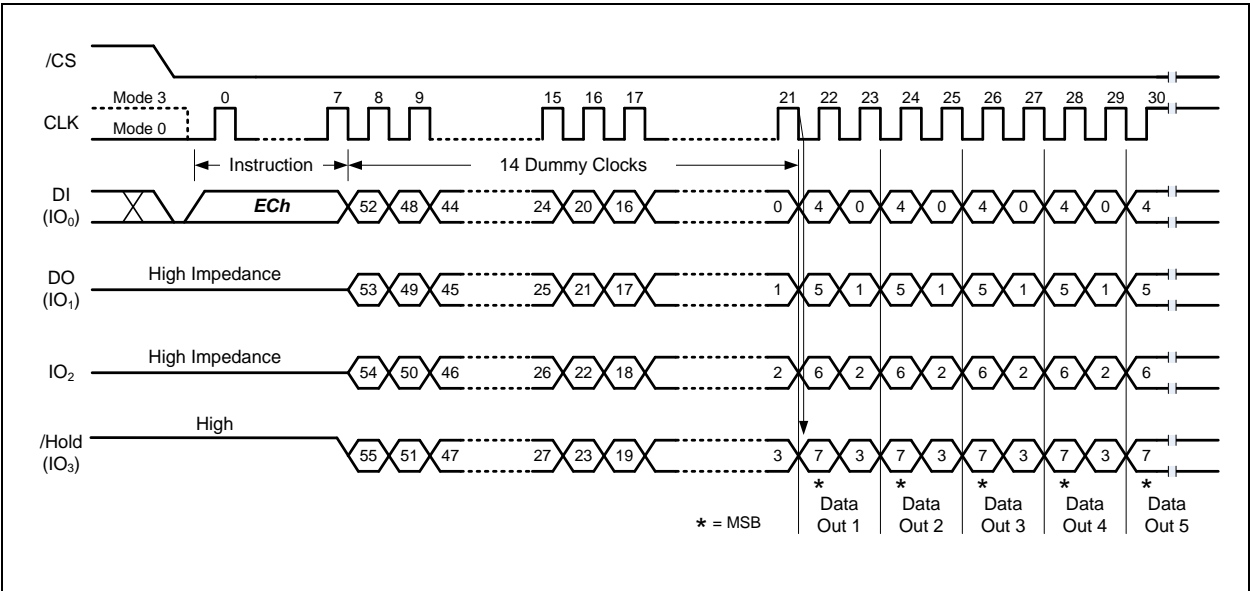 /CS
Mode 3 0 7 8 9 15 16 17 21 22 23 24 25 26 27 28 29 30
CLK
Mode 0
Instruction 14 Dummy Clocks
DI
(IO₀)
ECh 52 48 44 24 20 16 0 4 0 4 0 4 0 4 0 4
High Impedance
DO
(IO₁)
53 49 45 25 21 17 1 5 1 5 1 5 1 5 1 5
High Impedance
IO₂ 54 50 46 26 22 18 2 6 2 6 2 6 2 6 2 6
High
/Hold
(IO₃)
55 51 47 27 23 19 3 7 3 7 3 7 3 7 3 7
* * * * *
Data Data Data Data Data
* = MSB Out 1 Out 2 Out 3 Out 4 Out 5